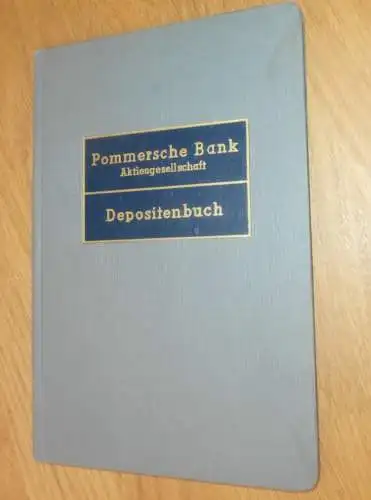 Pommersche Bank
Aktiengesellschaft
Depositenbuch